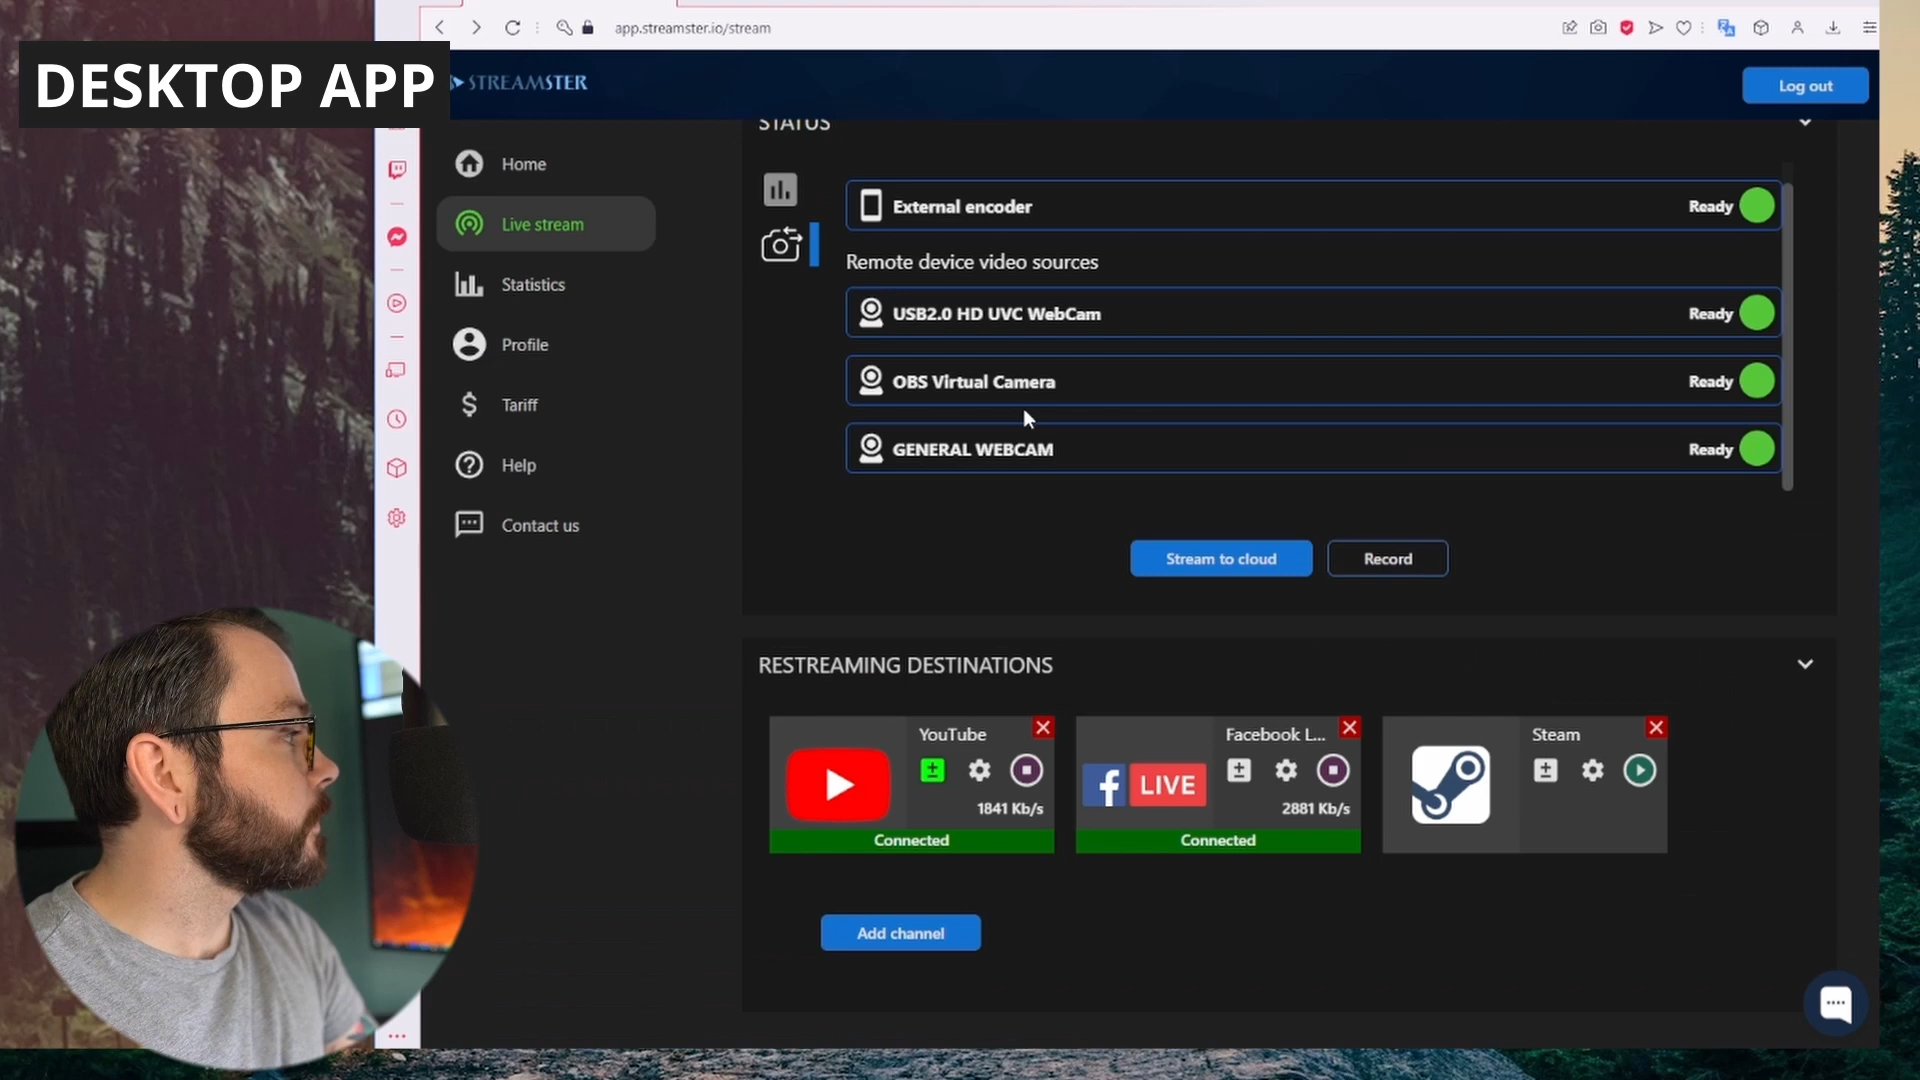 DESKTOP APP
app.streamster.io/stream
STREAMSTER
Log out
STATUS
Home
Live stream
Statistics
Profile
Tariff
Help
Contact us
External encoder
Ready
Remote device video sources
USB2.0 HD UVC WebCam
Ready
OBS Virtual Camera
Ready
GENERAL WEBCAM
Ready
Stream to cloud
Record
RESTREAMING DESTINATIONS
YouTube
1841 Kb/s
Connected
Facebook L...
LIVE
2881 Kb/s
Connected
Steam
Add channel